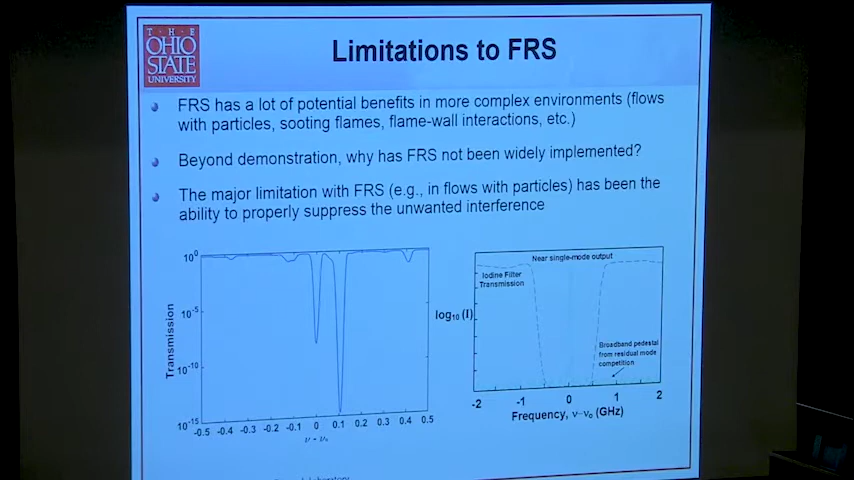 T · H · E
OHIO
STATE
UNIVERSITY
Limitations to FRS
FRS has a lot of potential benefits in more complex environments (flows
with particles, sooting flames, flame-wall interactions, etc.)
Beyond demonstration, why has FRS not been widely implemented?
The major limitation with FRS (e.g., in flows with particles) has been the
ability to properly suppress the unwanted interference
10^0
10^-5
10^-10
10^-15
Transmission
-0.5 -0.4 -0.3 -0.2 -0.1 0 0.1 0.2 0.3 0.4 0.5
ν - ν₀
Near single-mode output
Iodine Filter
Transmission
log₁₀ (I)
Broadband pedestal
from residual mode
competition
-2 -1 0 1 2
Frequency, ν-ν₀ (GHz)